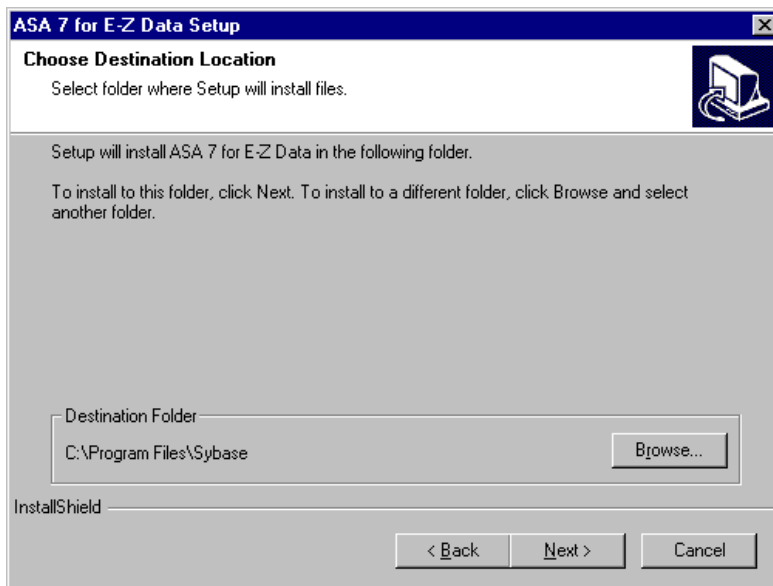 ASA 7 for E-Z Data Setup
Choose Destination Location
Select folder where Setup will install files.
Setup will install ASA 7 for E-Z Data in the following folder.
To install to this folder, click Next. To install to a different folder, click Browse and select
another folder.
Destination Folder
C:\Program Files\Sybase
Browse...
InstallShield
< Back
Next >
Cancel